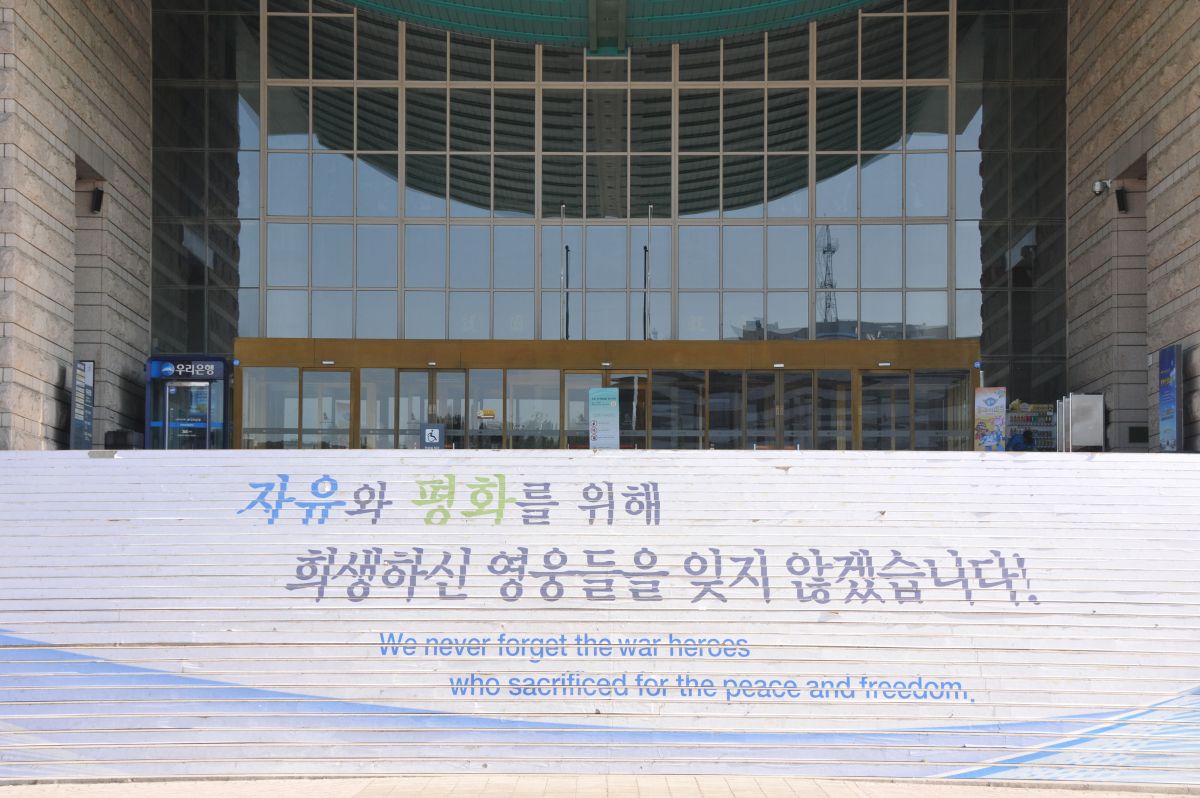 우리은행
자유와 평화를 위해
희생하신 영웅들을 잊지 않겠습니다!
We never forget the war heroes
who sacrificed for the peace and freedom.